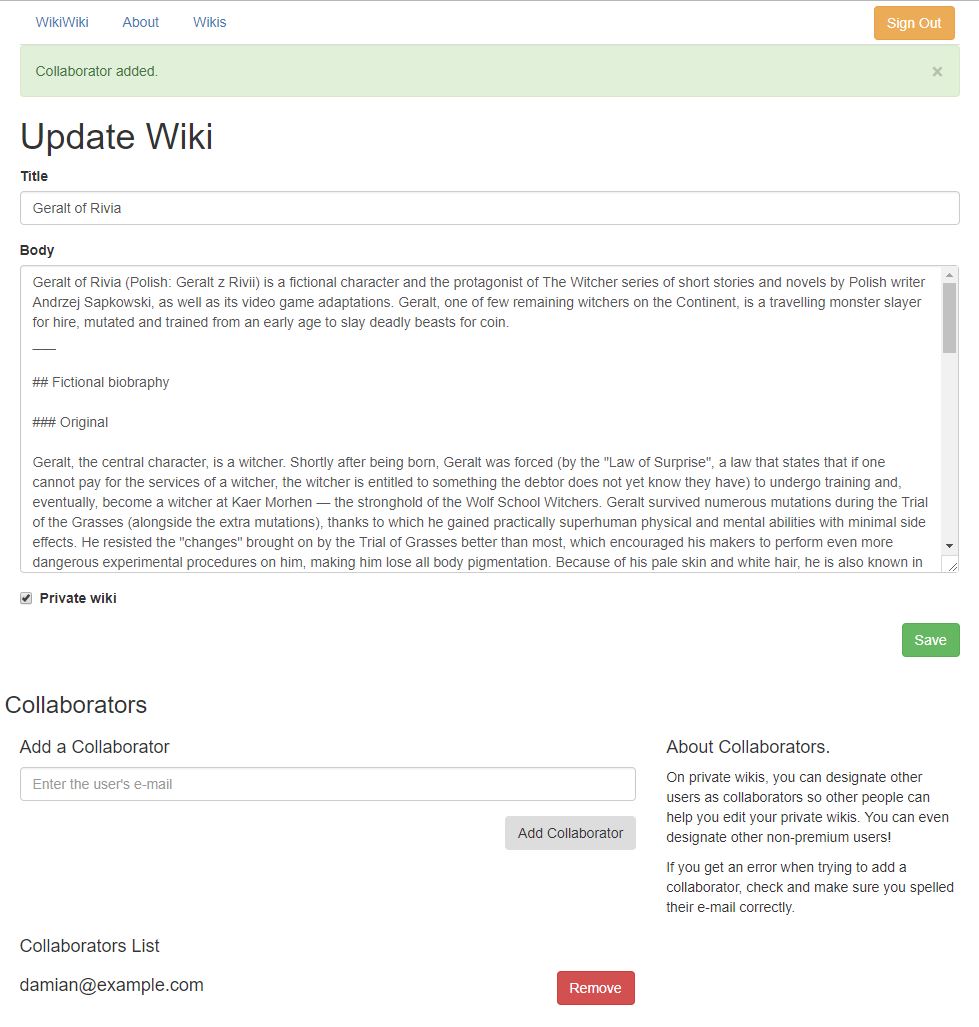 WikiWiki About Wikis Sign Out
Collaborator added. ×
Update Wiki
Title
Geralt of Rivia
Body
Geralt of Rivia (Polish: Geralt z Rivii) is a fictional character and the protagonist of The Witcher series of short stories and novels by Polish writer
Andrzej Sapkowski, as well as its video game adaptations. Geralt, one of few remaining witchers on the Continent, is a travelling monster slayer
for hire, mutated and trained from an early age to slay deadly beasts for coin.
___
## Fictional biobraphy
### Original
Geralt, the central character, is a witcher. Shortly after being born, Geralt was forced (by the "Law of Surprise", a law that states that if one
cannot pay for the services of a witcher, the witcher is entitled to something the debtor does not yet know they have) to undergo training and,
eventually, become a witcher at Kaer Morhen — the stronghold of the Wolf School Witchers. Geralt survived numerous mutations during the Trial
of the Grasses (alongside the extra mutations), thanks to which he gained practically superhuman physical and mental abilities with minimal side
effects. He resisted the "changes" brought on by the Trial of Grasses better than most, which encouraged his makers to perform even more
dangerous experimental procedures on him, making him lose all body pigmentation. Because of his pale skin and white hair, he is also known in
Private wiki
Save
Collaborators
Add a Collaborator
Enter the user's e-mail
Add Collaborator
About Collaborators.
On private wikis, you can designate other
users as collaborators so other people can
help you edit your private wikis. You can even
designate other non-premium users!
If you get an error when trying to add a
collaborator, check and make sure you spelled
their e-mail correctly.
Collaborators List
damian@example.com
Remove